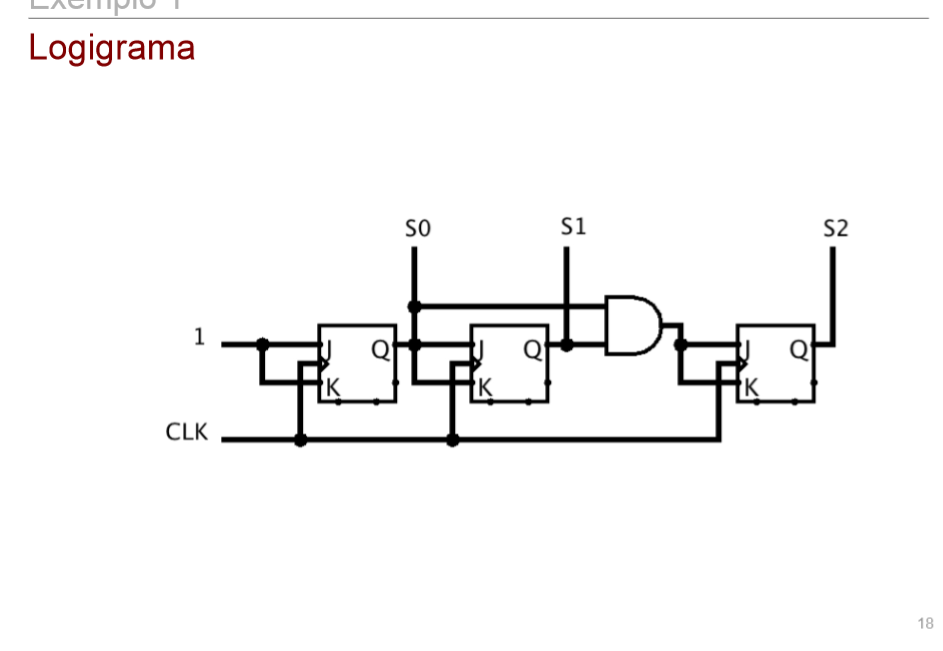 Exemplo 1
Logigrama
S0 S1 S2
1 J Q J Q J Q
K K K
CLK
18